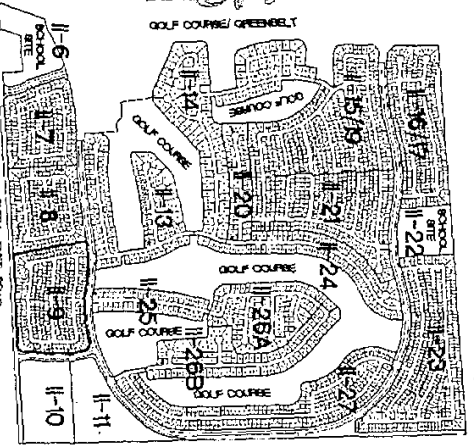 GOLF COURSE/ GREENBELT
II-6
SCHOOL
SITE
II-7
II-8
II-9
II-10
II-11
II-14
GOLF COURSE
GOLF COURSE
II-13
II-15/19
II-16/17
II-20
II-21
SCHOOL
SITE
II-22
II-24
GOLF COURSE
II-25
GOLF COURSE
II-26A
II-26B
GOLF COURSE
II-27
II-23